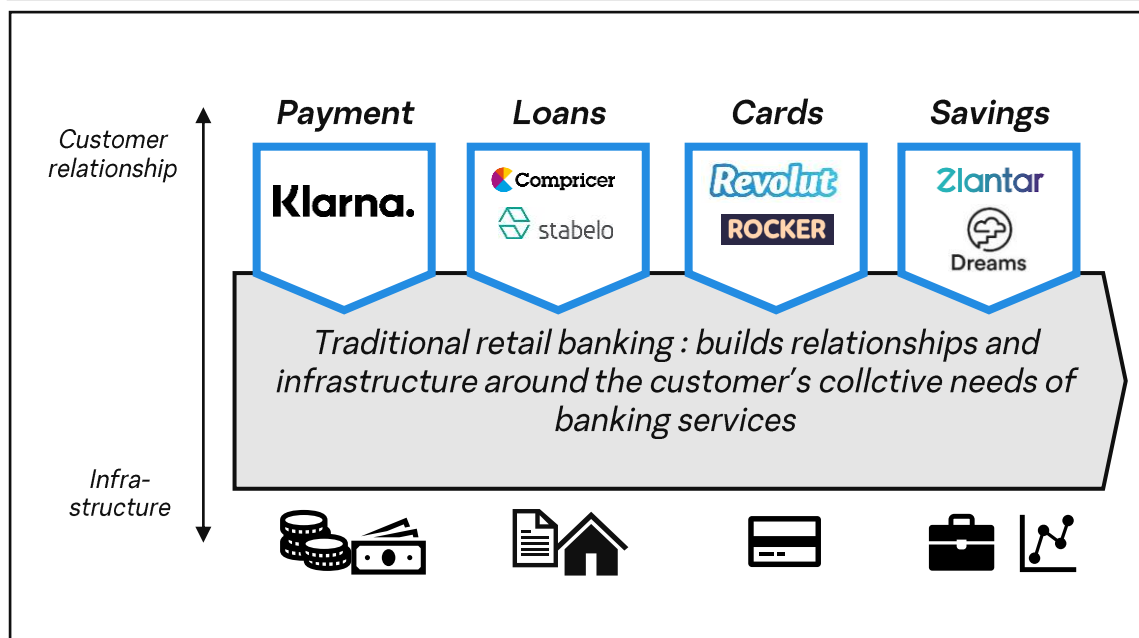 Payment
Loans
Cards
Savings
Customer
relationship
Klarna.
Compricer
stabelo
Revolut
ROCKER
Zlantar
Dreams
Traditional retail banking : builds relationships and
infrastructure around the customer’s collctive needs of
banking services
Infra-
structure